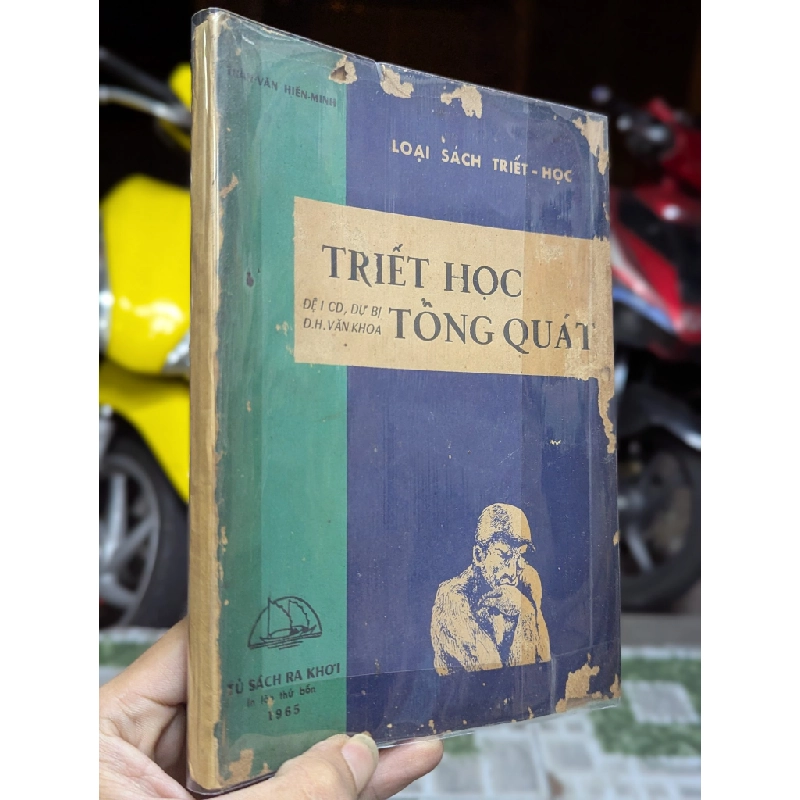 VĂN HIẾN-MINH
LOẠI SÁCH TRIẾT-HỌC
TRIẾT HỌC
ĐỆ I CD, DỰ BỊ
Đ.H. VĂN KHOA
TỔNG QUÁT
TỦ SÁCH RA KHƠI
In lần thứ bốn
1965